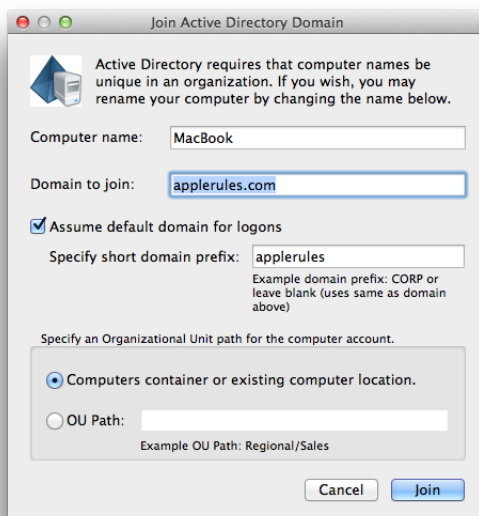 Join Active Directory Domain
Active Directory requires that computer names be
unique in an organization. If you wish, you may
rename your computer by changing the name below.
Computer name: MacBook
Domain to join: applerules.com
Assume default domain for logons
Specify short domain prefix: applerules
Example domain prefix: CORP or
leave blank (uses same as domain
above)
Specify an Organizational Unit path for the computer account.
Computers container or existing computer location.
OU Path:
Example OU Path: Regional/Sales
Cancel Join